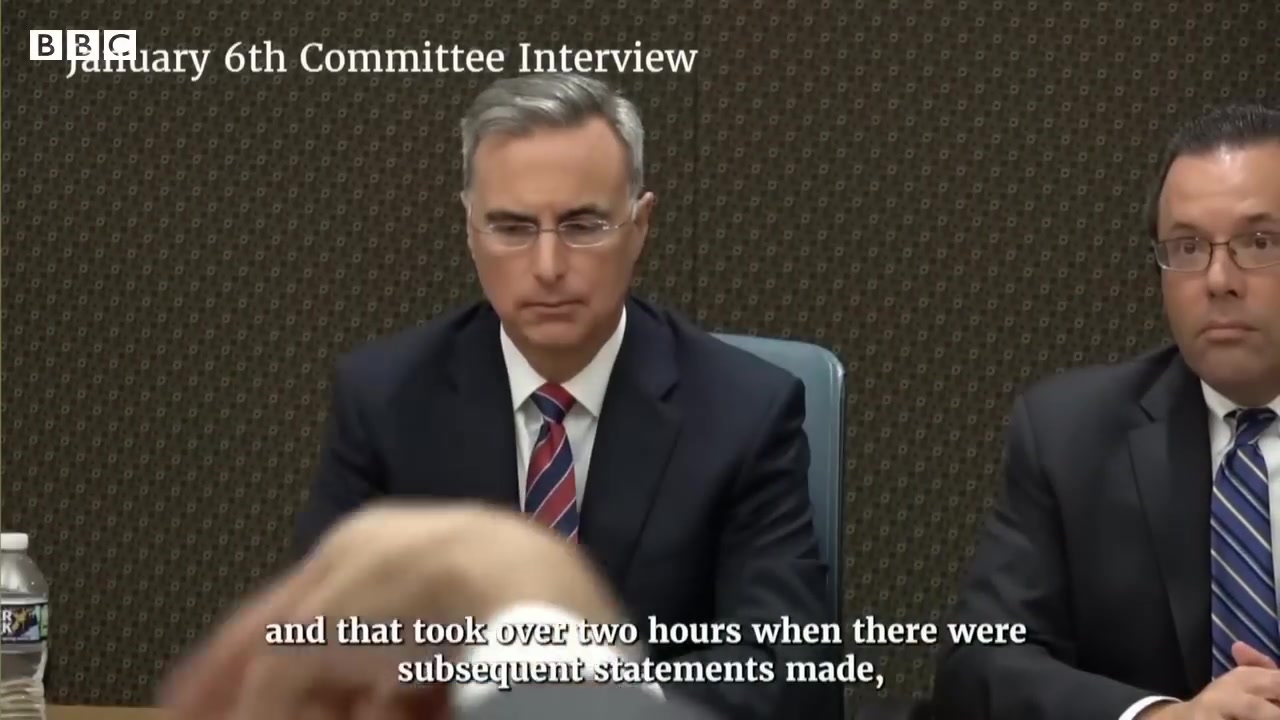 BBC
January 6th Committee Interview
and that took over two hours when there were
subsequent statements made,